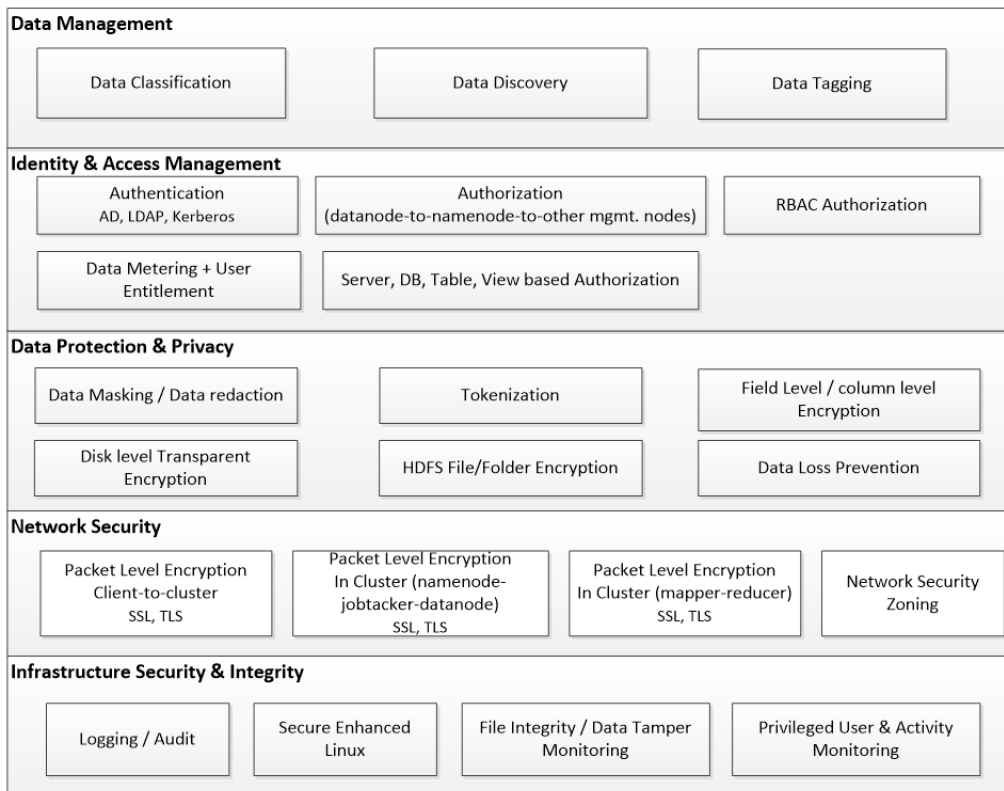 Data Management
Data Classification
Data Discovery
Data Tagging
Identity & Access Management
Authentication
AD, LDAP, Kerberos
Authorization
(datanode-to-namenode-to-other mgmt. nodes)
RBAC Authorization
Data Metering + User
Entitlement
Server, DB, Table, View based Authorization
Data Protection & Privacy
Data Masking / Data redaction
Tokenization
Field Level / column level
Encryption
Disk level Transparent
Encryption
HDFS File/Folder Encryption
Data Loss Prevention
Network Security
Packet Level Encryption
Client-to-cluster
SSL, TLS
Packet Level Encryption
In Cluster (namenode-
jobtacker-datanode)
SSL, TLS
Packet Level Encryption
In Cluster (mapper-reducer)
SSL, TLS
Network Security
Zoning
Infrastructure Security & Integrity
Logging / Audit
Secure Enhanced
Linux
File Integrity / Data Tamper
Monitoring
Privileged User & Activity
Monitoring